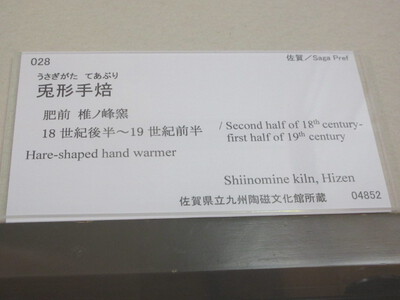 028
佐賀／Saga Pref
うさぎがた てあぶり
兎形手焙
肥前 椎ノ峰窯
18 世紀後半～19 世紀前半
/ Second half of 18th century-
first half of 19th century
Hare-shaped hand warmer
Shiinomine kiln, Hizen
佐賀県立九州陶磁文化館所蔵
04852